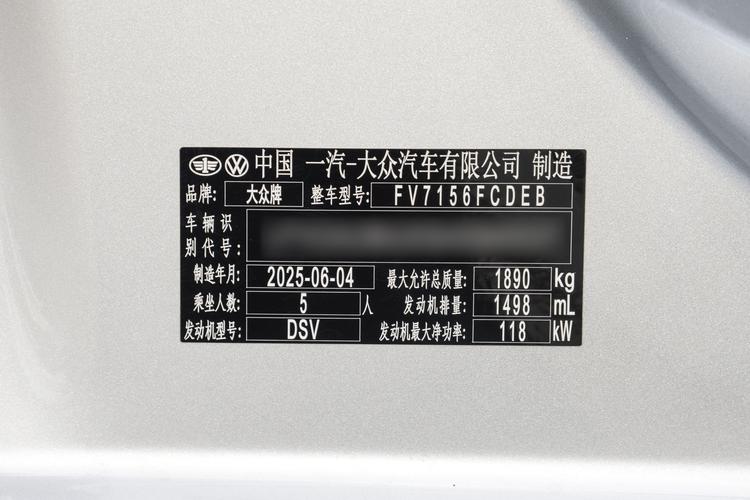 中国 一汽-大众汽车有限公司 制造
品牌: 大众牌 整车型号: FV7156FCDEB
车辆识
别代号:
制造年月: 2025-06-04 最大允许总质量: 1890 kg
乘坐人数: 5 人 发动机排量: 1498 mL
发动机型号: DSV 发动机最大净功率: 118 kW